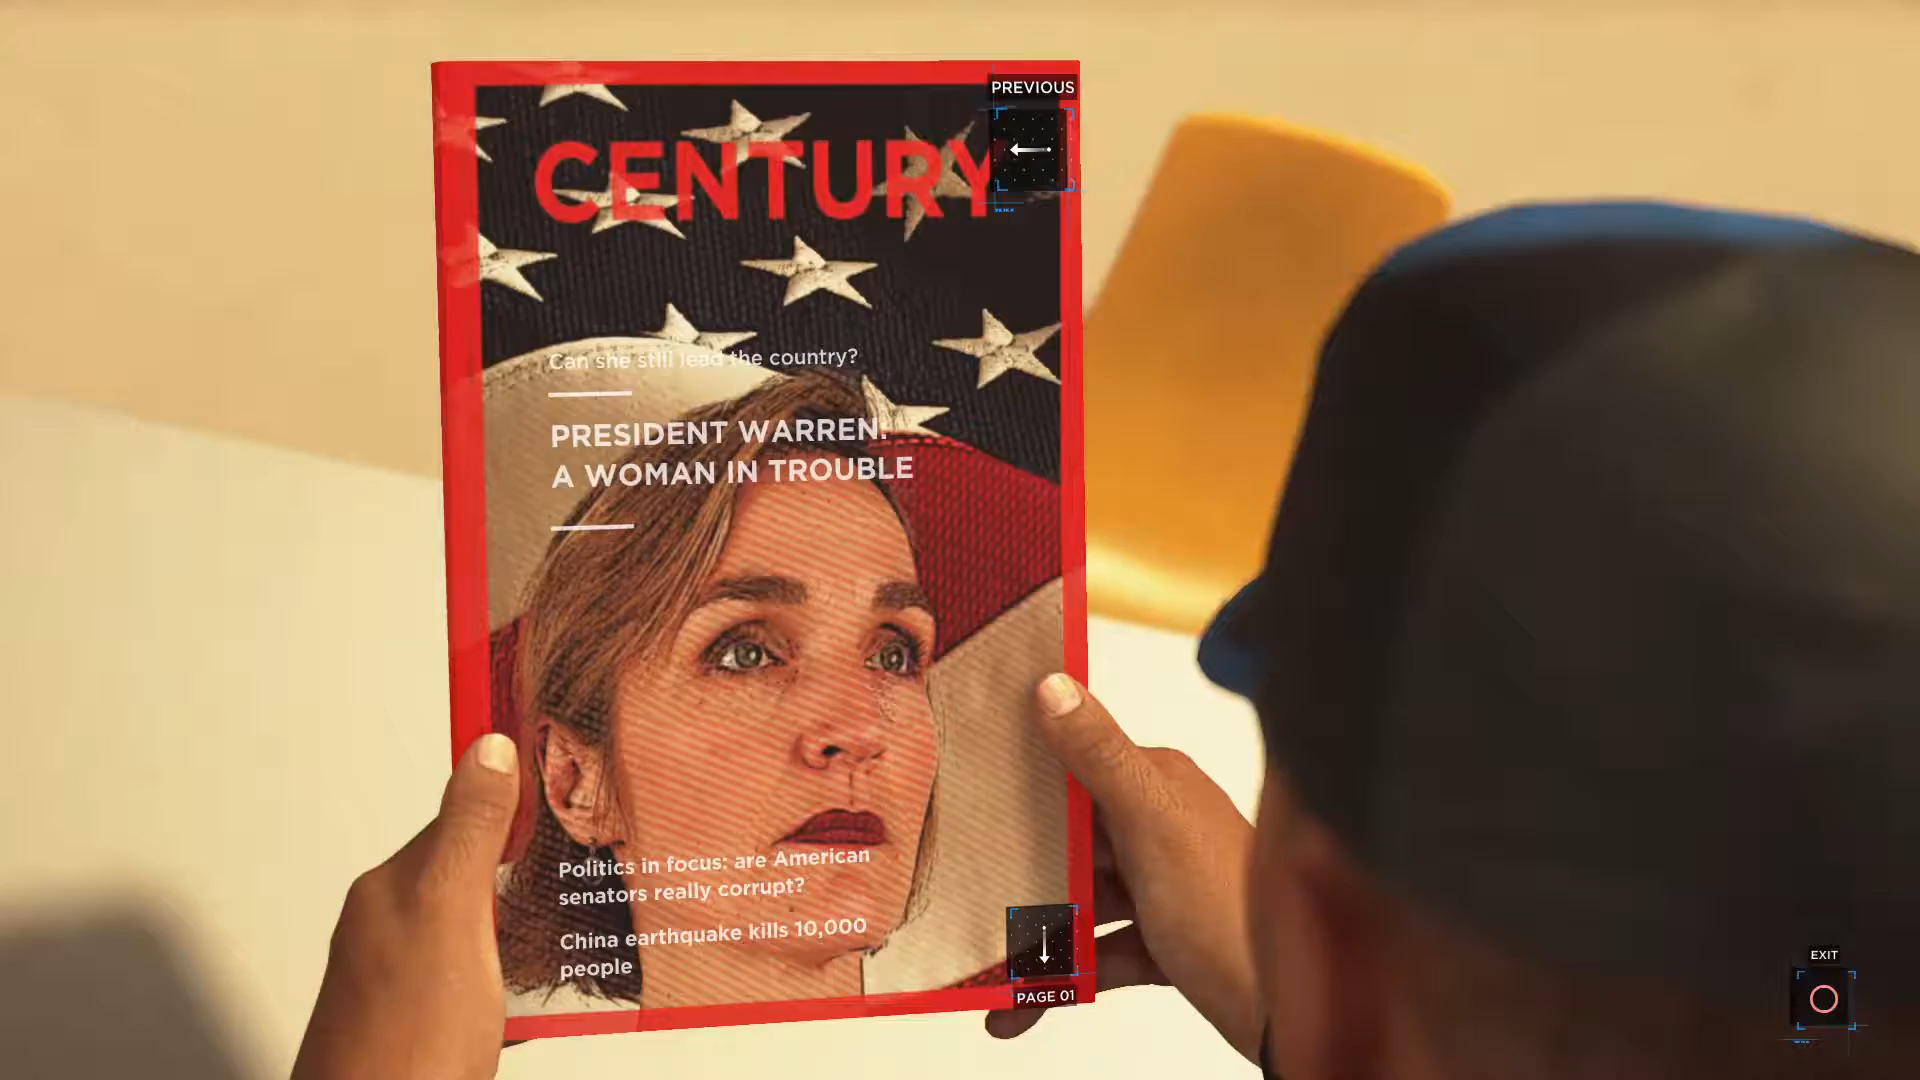 PREVIOUS
CENTURY
Can she still lead the country?
PRESIDENT WARREN:
A WOMAN IN TROUBLE
Politics in focus: are American
senators really corrupt?
China earthquake kills 10,000
people
PAGE 01
EXIT